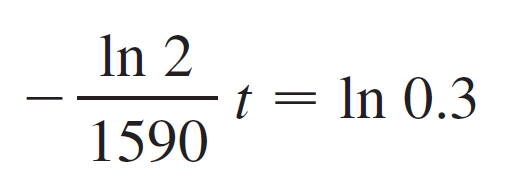 − ln 2 / 1590 t = ln 0.3